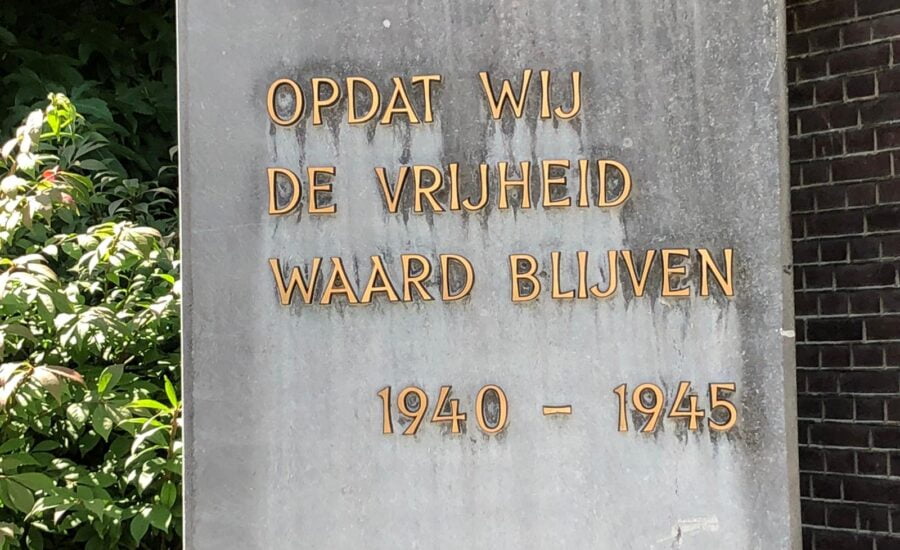 OPDAT WIJ
DE VRIJHEID
WAARD BLIJVEN
1940 – 1945